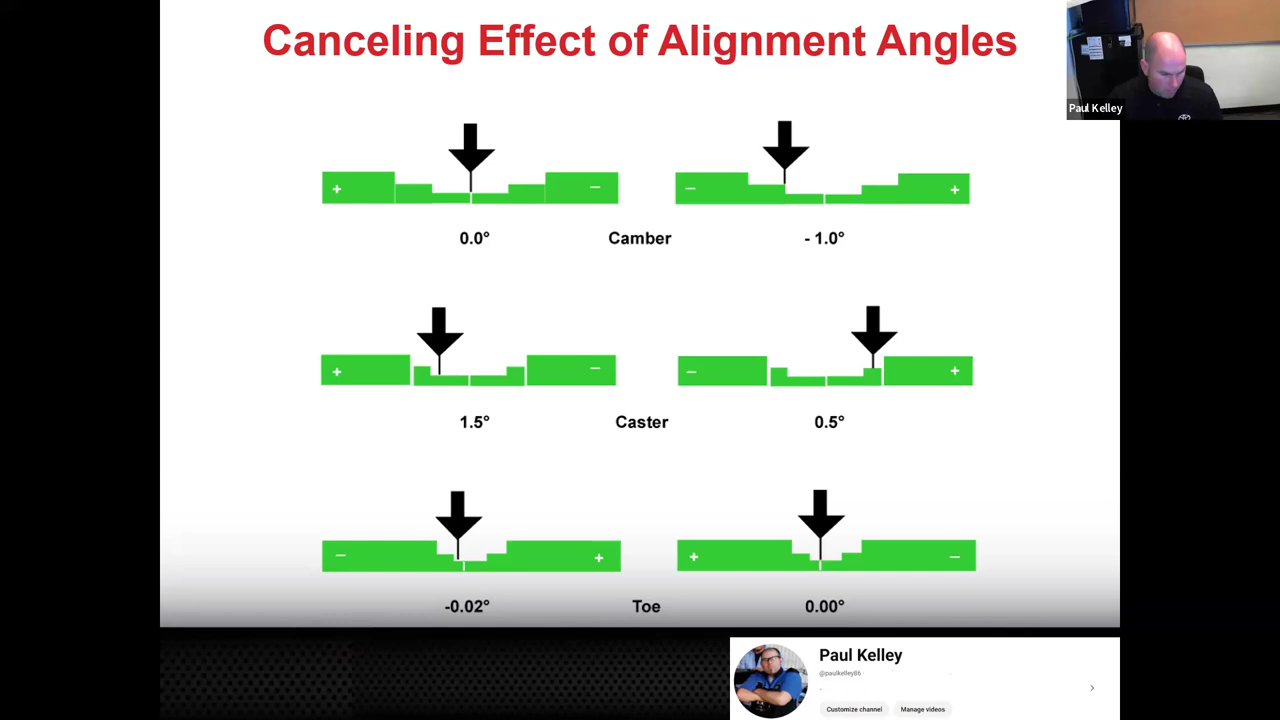 Canceling Effect of Alignment Angles
Paul Kelley
+ − − +
0.0° Camber - 1.0°
+ − − +
1.5° Caster 0.5°
− + + −
-0.02° Toe 0.00°
Paul Kelley
@paulkelley86
Customize channel Manage videos